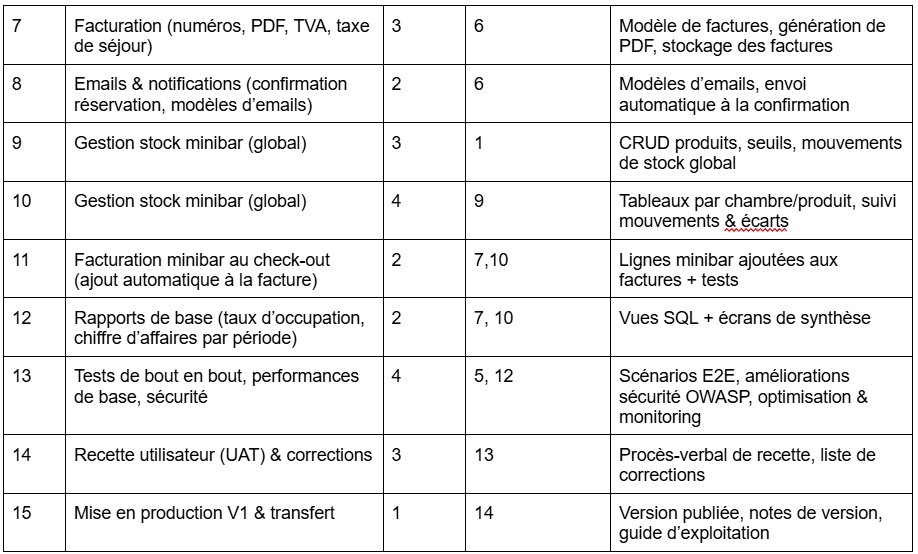 7 Facturation (numéros, PDF, TVA, taxe 3 6 Modèle de factures, génération de
de séjour) PDF, stockage des factures
8 Emails & notifications (confirmation 2 6 Modèles d’emails, envoi
réservation, modèles d’emails) automatique à la confirmation
9 Gestion stock minibar (global) 3 1 CRUD produits, seuils, mouvements
de stock global
10 Gestion stock minibar (global) 4 9 Tableaux par chambre/produit, suivi
mouvements & écarts
11 Facturation minibar au check-out 2 7,10 Lignes minibar ajoutées aux
(ajout automatique à la facture) factures + tests
12 Rapports de base (taux d’occupation, 2 7, 10 Vues SQL + écrans de synthèse
chiffre d’affaires par période)
13 Tests de bout en bout, performances 4 5, 12 Scénarios E2E, améliorations
de base, sécurité sécurité OWASP, optimisation &
monitoring
14 Recette utilisateur (UAT) & corrections 3 13 Procès-verbal de recette, liste de
corrections
15 Mise en production V1 & transfert 1 14 Version publiée, notes de version,
guide d’exploitation